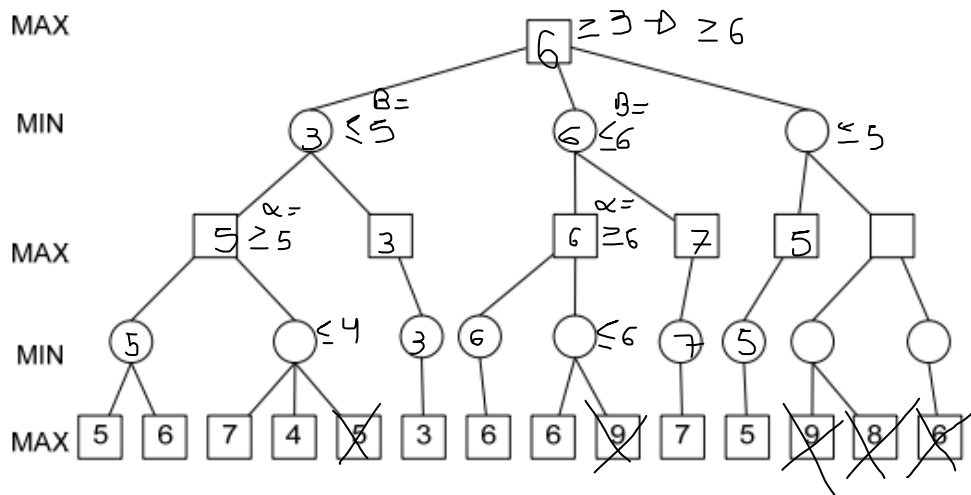 MAX
6 ≥3 → ≥6
B= B=
MIN
3 ≤5 6 ≤6 ≤5
α= α=
MAX
5 ≥5 3 6 ≥6 7 5
MIN
5 ≤4 3 6 ≤6 7 5
MAX
5 6 7 4 5 3 6 6 9 7 5 9 8 6